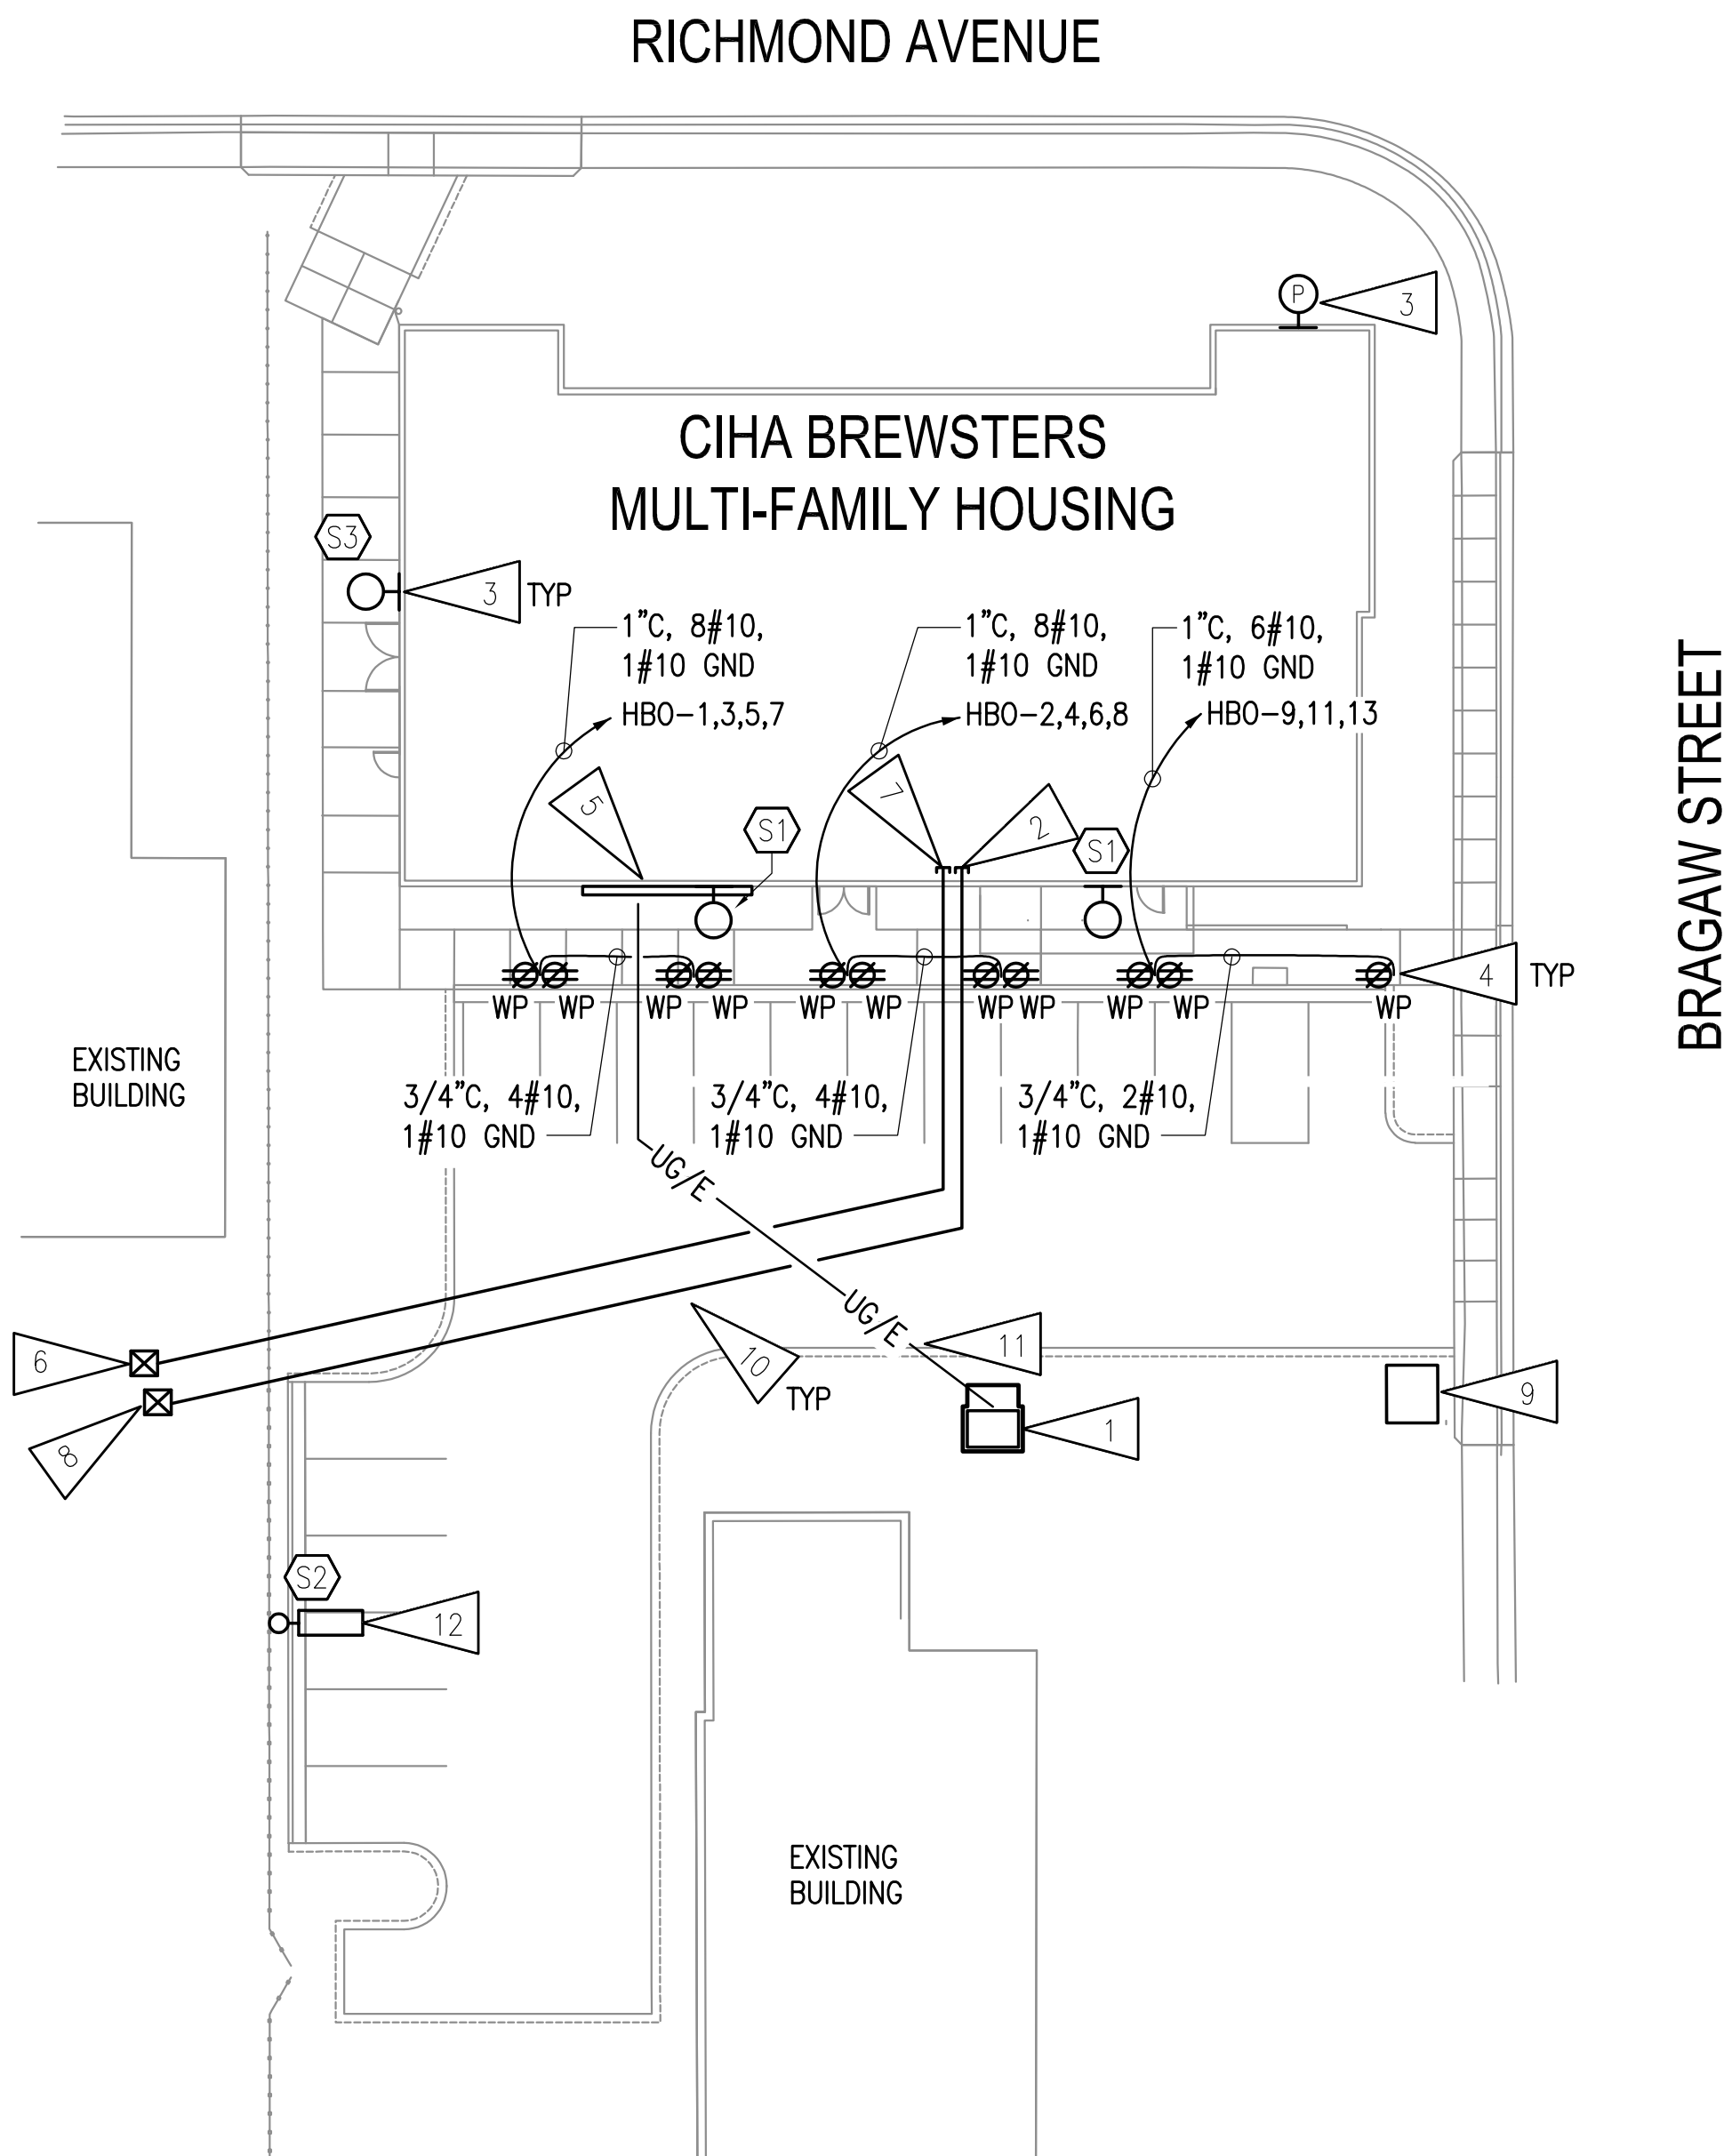 RICHMOND AVENUE
P
3
CIHA BREWSTERS
MULTI-FAMILY HOUSING
S3
3 TYP
1"C, 8#10,
1#10 GND
HBO-1,3,5,7
1"C, 8#10,
1#10 GND
HBO-2,4,6,8
1"C, 6#10,
1#10 GND
HBO-9,11,13
BRAGAW STREET
5
S1
7
2
S1
4 TYP
WP WP WP WP WP WP WP WP WP WP WP
EXISTING
BUILDING
3/4"C, 4#10,
1#10 GND
3/4"C, 4#10,
1#10 GND
3/4"C, 2#10,
1#10 GND
UG/E
UG/E
6
8
10
TYP
11
1
9
S2
12
EXISTING
BUILDING